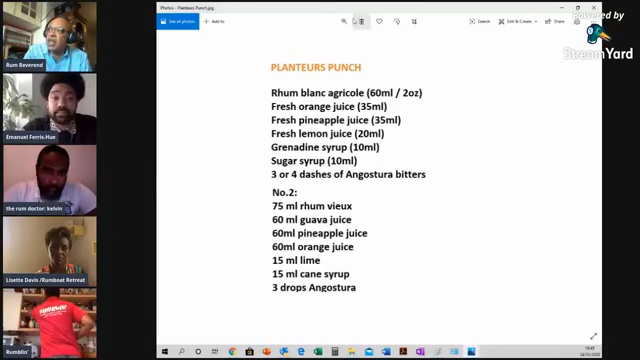 Photos - Planteurs Punch.jpg
See all photos
Add to
Search
Edit & Create
Share
Powered by
StreamYard
Rum Reverend
Emanuel Ferris-Hue
the rum doctor: kelvin
Lisette Davis /Rumboat Retreat
Rumblin'
PLANTEURS PUNCH
Rhum blanc agricole (60ml / 2oz)
Fresh orange juice (35ml)
Fresh pineapple juice (35ml)
Fresh lemon juice (20ml)
Grenadine syrup (10ml)
Sugar syrup (10ml)
3 or 4 dashes of Angostura bitters
No.2:
75 ml rhum vieux
60 ml guava juice
60ml pineapple juice
60ml orange juice
15 ml lime
15 ml cane syrup
3 drops Angostura